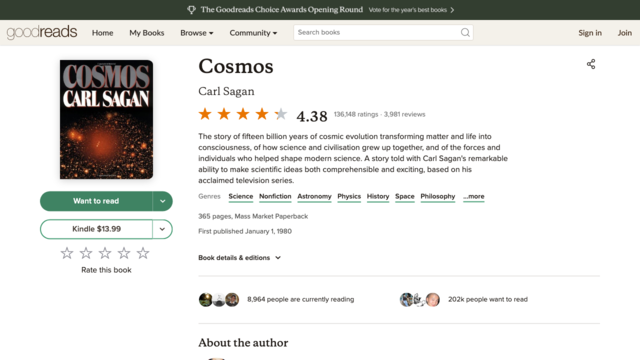 The Goodreads Choice Awards Opening Round Vote for the year's best books
goodreads Home My Books Browse Community Search books Sign in Join
COSMOS
CARL SAGAN
Cosmos
Carl Sagan
4.38 136,148 ratings · 3,981 reviews
The story of fifteen billion years of cosmic evolution transforming matter and life into
consciousness, of how science and civilisation grew up together, and of the forces and
individuals who helped shape modern science. A story told with Carl Sagan's remarkable
ability to make scientific ideas both comprehensible and exciting, based on his
acclaimed television series.
Genres Science Nonfiction Astronomy Physics History Space Philosophy ...more
365 pages, Mass Market Paperback
First published January 1, 1980
Book details & editions
Want to read
Kindle $13.99
Rate this book
8,964 people are currently reading
202k people want to read
About the author